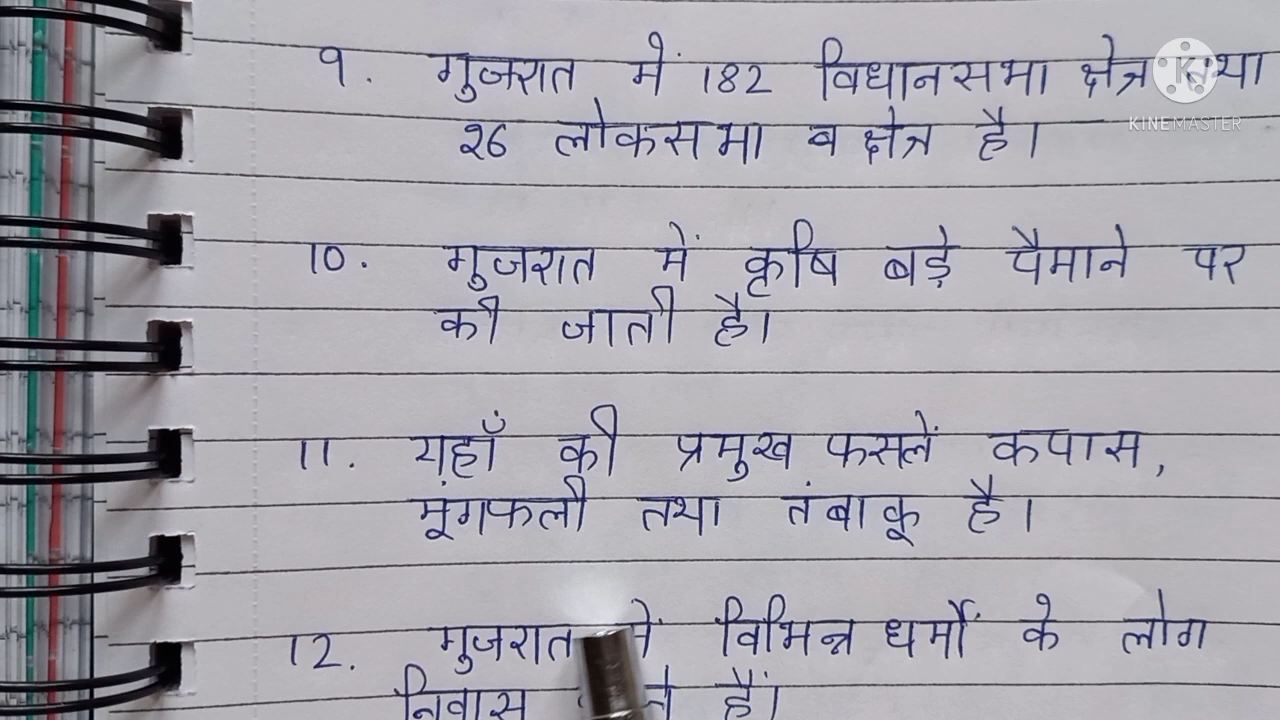 9. गुजरात में 182 विधानसभा क्षेत्र तथा
26 लोकसभा व क्षेत्र है।
10. गुजरात में कृषि बड़े पैमाने पर
की जाती है।
11. यहाँ की प्रमुख फसलें कपास,
मूंगफली तथा तंबाकू है।
12. गुजरात में विभिन्न धर्मों के लोग
निवास हैं।
KINEMASTER